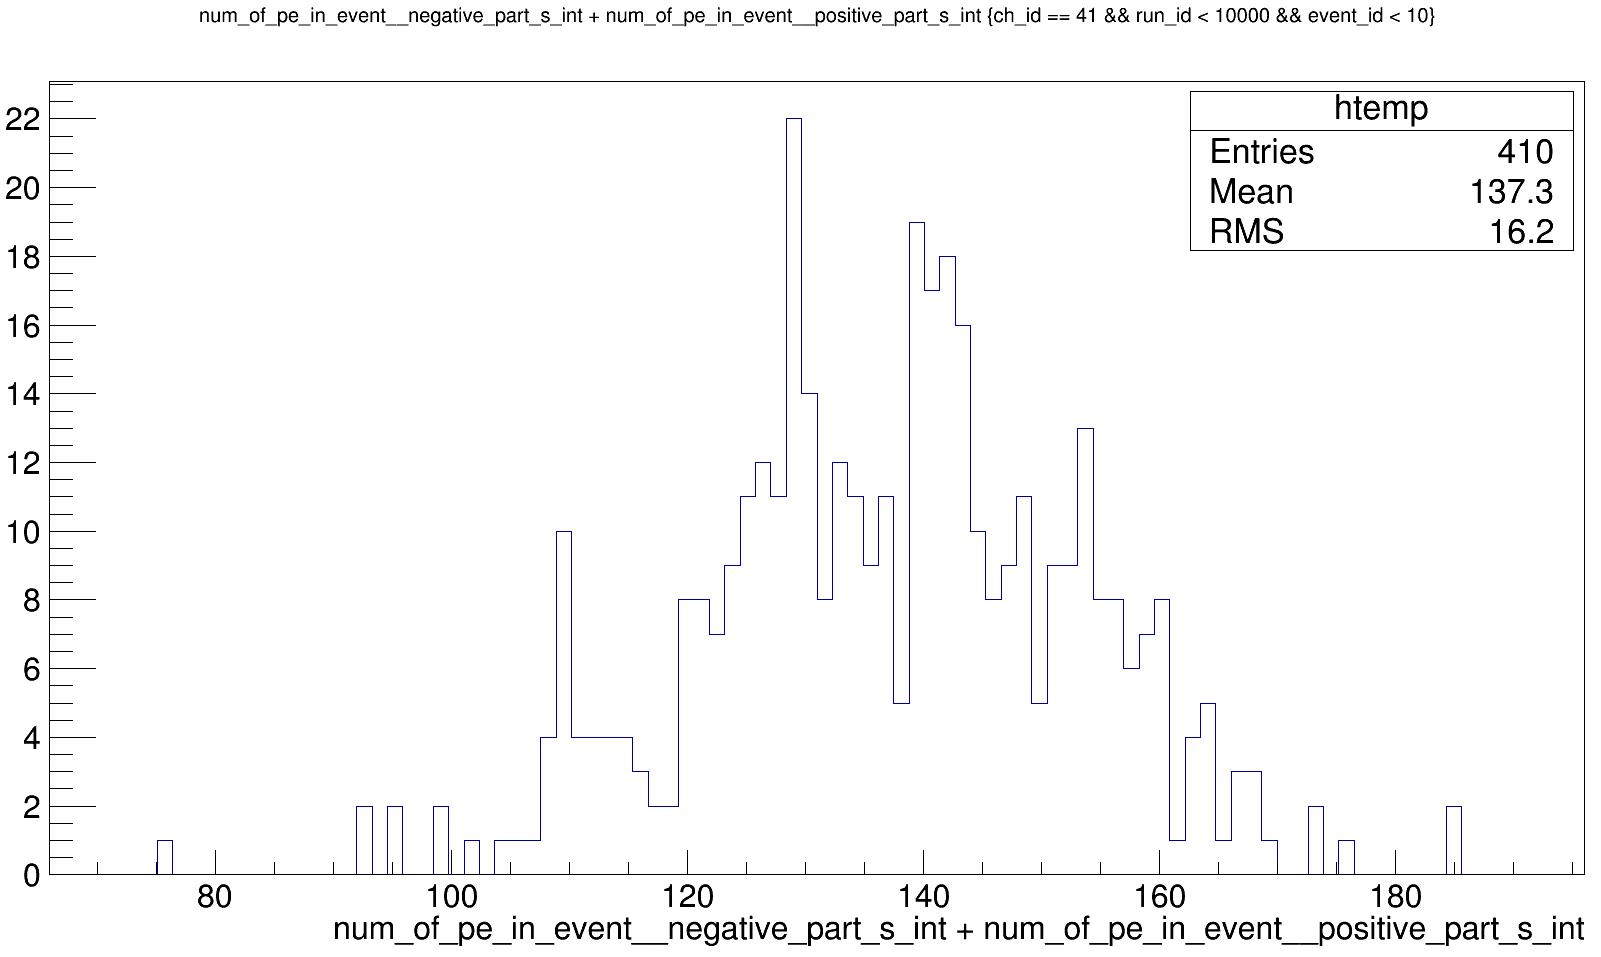 num_of_pe_in_event__negative_part_s_int + num_of_pe_in_event__positive_part_s_int {ch_id == 41 && run_id < 10000 && event_id < 10}
htemp
Entries 410
Mean 137.3
RMS 16.2
22
20
18
16
14
12
10
8
6
4
2
0
80 100 120 140 160 180
num_of_pe_in_event__negative_part_s_int + num_of_pe_in_event__positive_part_s_int